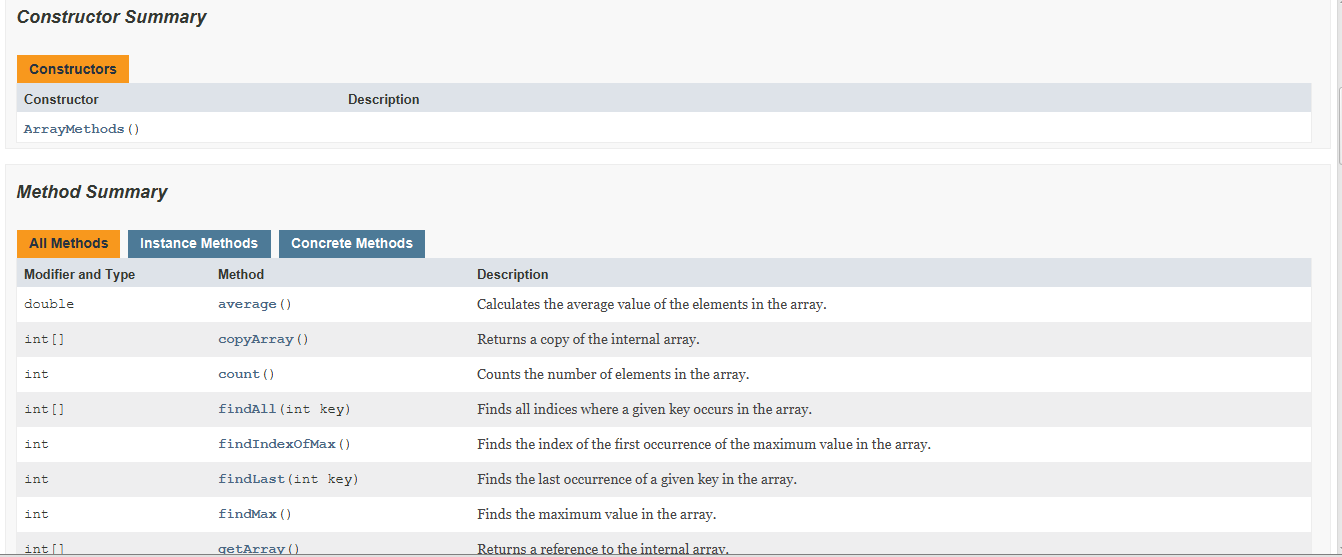 Constructor Summary
Constructors
Constructor Description
ArrayMethods()
Method Summary
All Methods Instance Methods Concrete Methods
Modifier and Type Method Description
double average() Calculates the average value of the elements in the array.
int[] copyArray() Returns a copy of the internal array.
int count() Counts the number of elements in the array.
int[] findAll(int key) Finds all indices where a given key occurs in the array.
int findIndexOfMax() Finds the index of the first occurrence of the maximum value in the array.
int findLast(int key) Finds the last occurrence of a given key in the array.
int findMax() Finds the maximum value in the array.
int[] getArray() Returns a reference to the internal array.